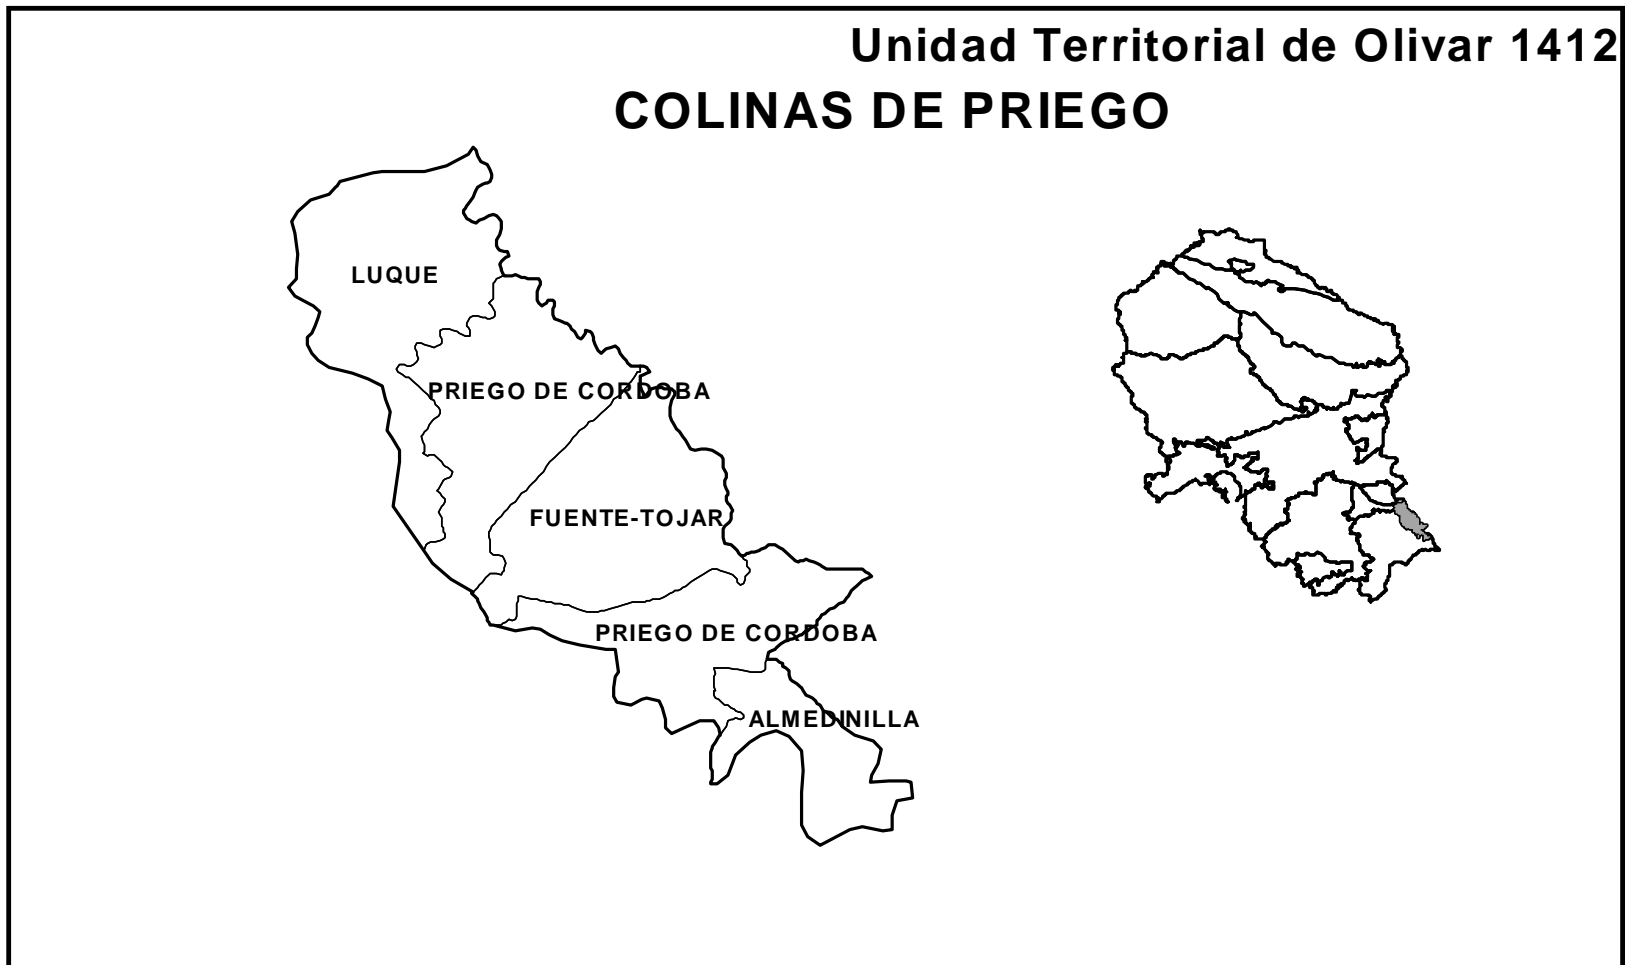 Unidad Territorial de Olivar 1412
COLINAS DE PRIEGO
LUQUE
PRIEGO DE CORDOBA
FUENTE-TOJAR
PRIEGO DE CORDOBA
ALMEDINILLA